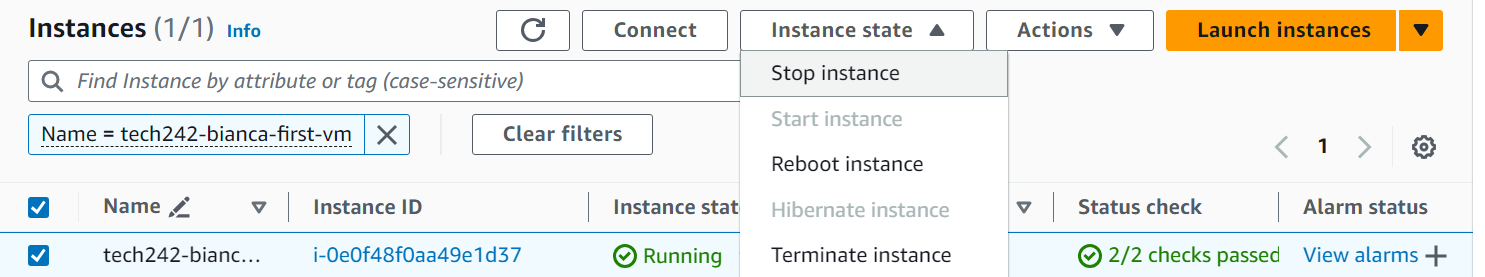 Instances (1/1) Info
Connect
Instance state
Actions
Launch instances
Find Instance by attribute or tag (case-sensitive)
Stop instance
Start instance
Reboot instance
Hibernate instance
Terminate instance
Name = tech242-bianca-first-vm
Clear filters
1
Name
Instance ID
Instance stat
Status check
Alarm status
tech242-bianc...
i-0e0f48f0aa49e1d37
Running
2/2 checks passed
View alarms